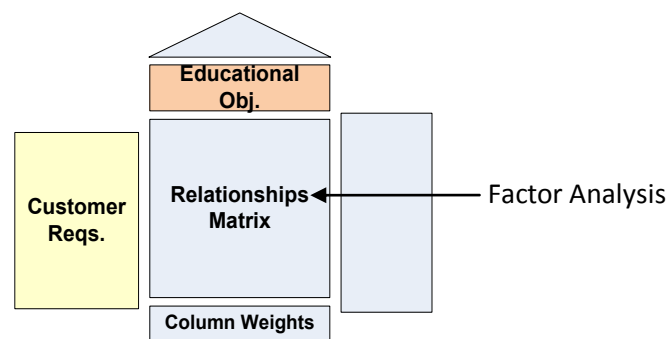 Educational
Obj.
Customer
Reqs.
Relationships
Matrix
Factor Analysis
Column Weights